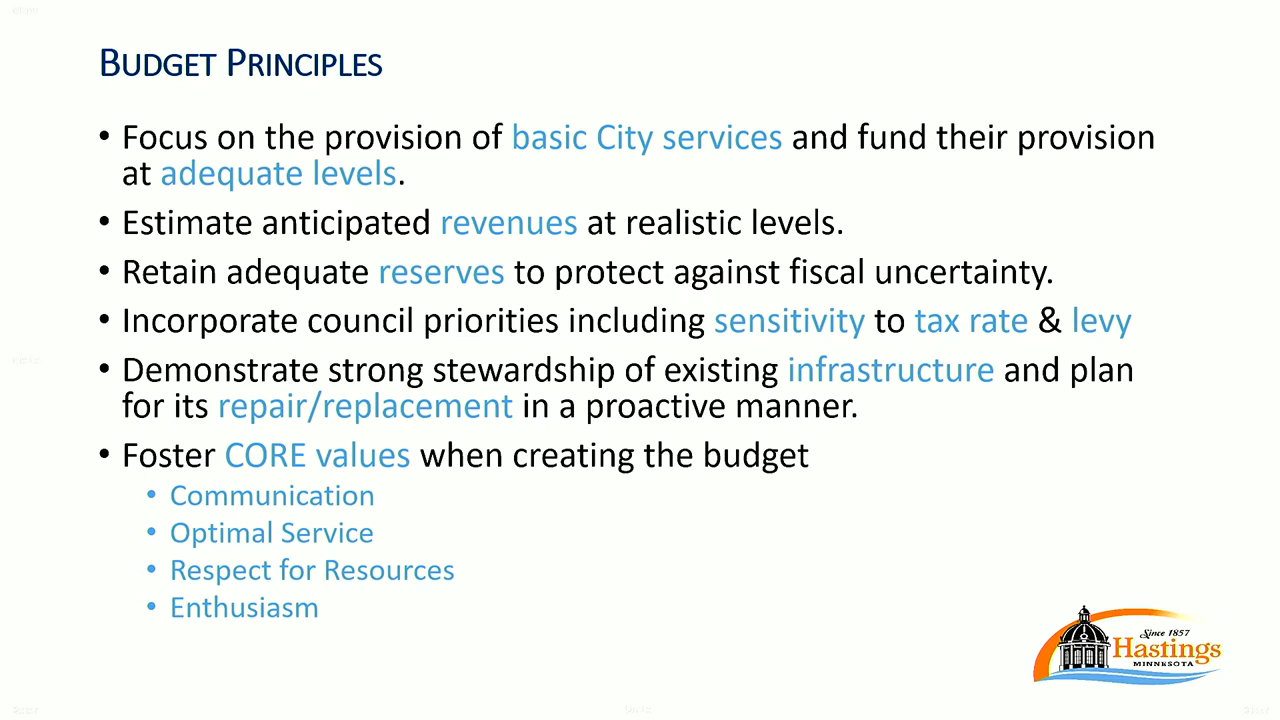 BUDGET PRINCIPLES
• Focus on the provision of basic City services and fund their provision
at adequate levels.
• Estimate anticipated revenues at realistic levels.
• Retain adequate reserves to protect against fiscal uncertainty.
• Incorporate council priorities including sensitivity to tax rate & levy
• Demonstrate strong stewardship of existing infrastructure and plan
for its repair/replacement in a proactive manner.
• Foster CORE values when creating the budget
• Communication
• Optimal Service
• Respect for Resources
• Enthusiasm
Since 1857
Hastings
MINNESOTA